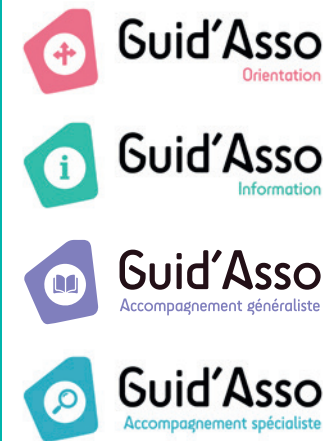 Guid'Asso
Orientation
Guid'Asso
Information
Guid'Asso
Accompagnement généraliste
Guid'Asso
Accompagnement spécialiste